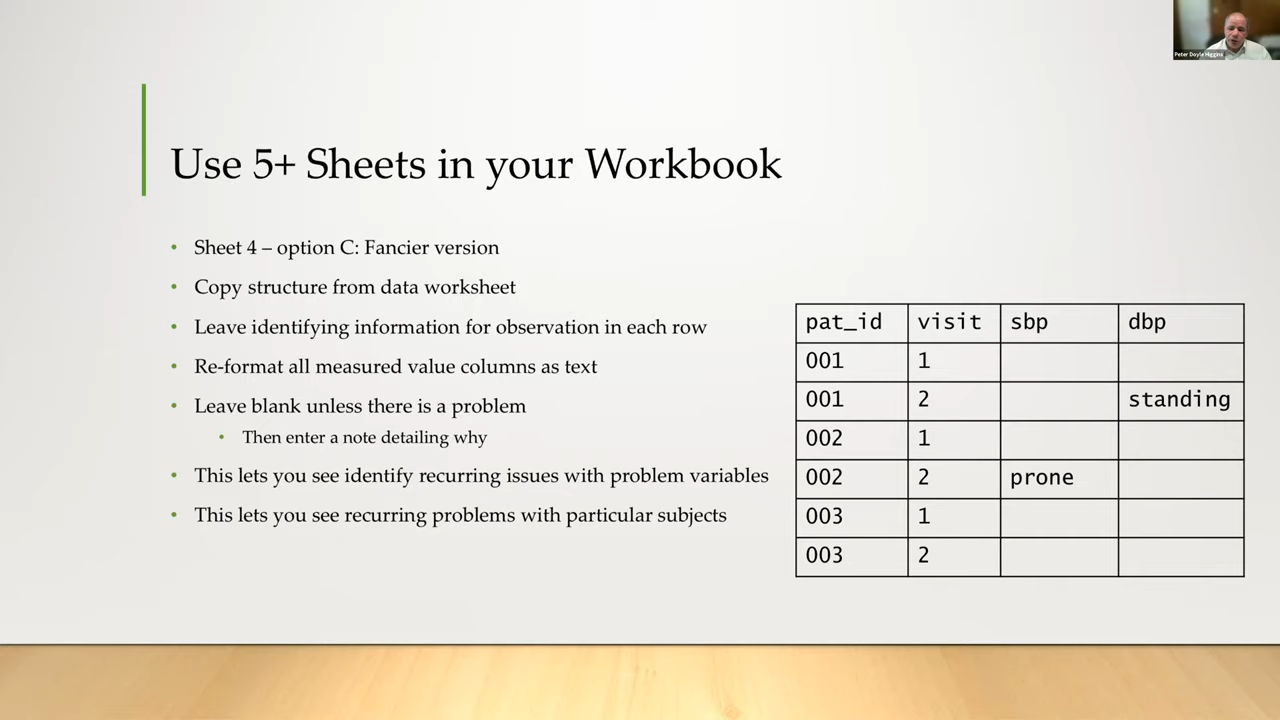 Peter Doyle Higgins
Use 5+ Sheets in your Workbook
• Sheet 4 – option C: Fancier version
• Copy structure from data worksheet
• Leave identifying information for observation in each row
• Re-format all measured value columns as text
• Leave blank unless there is a problem
• Then enter a note detailing why
• This lets you see identify recurring issues with problem variables
• This lets you see recurring problems with particular subjects
pat_id visit sbp dbp
001 1
001 2 standing
002 1
002 2 prone
003 1
003 2